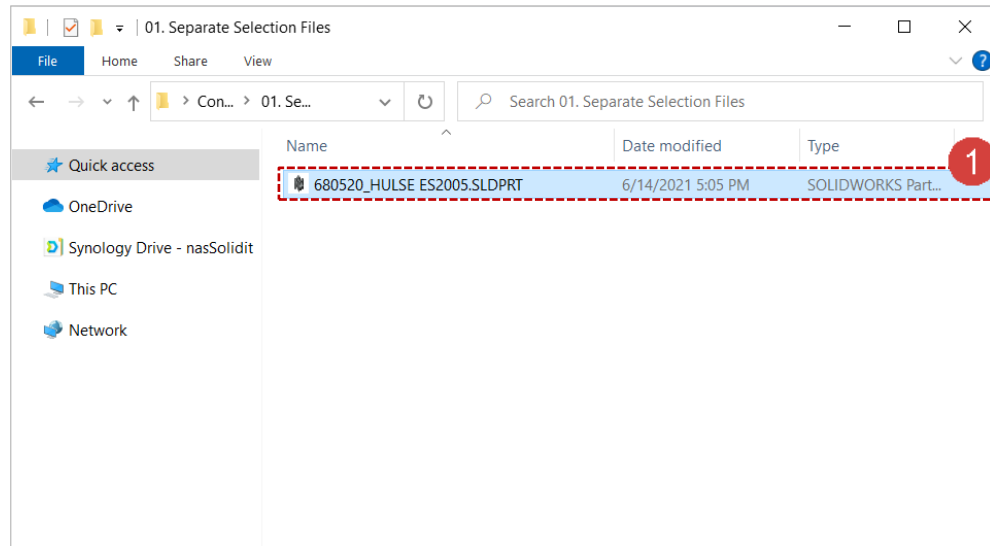 01. Separate Selection Files
File Home Share View
Con... 01. Se... Search 01. Separate Selection Files
Name Date modified Type
1
Quick access
680520_HULSE ES2005.SLDPRT 6/14/2021 5:05 PM SOLIDWORKS Part...
OneDrive
Synology Drive - nasSolidit
This PC
Network